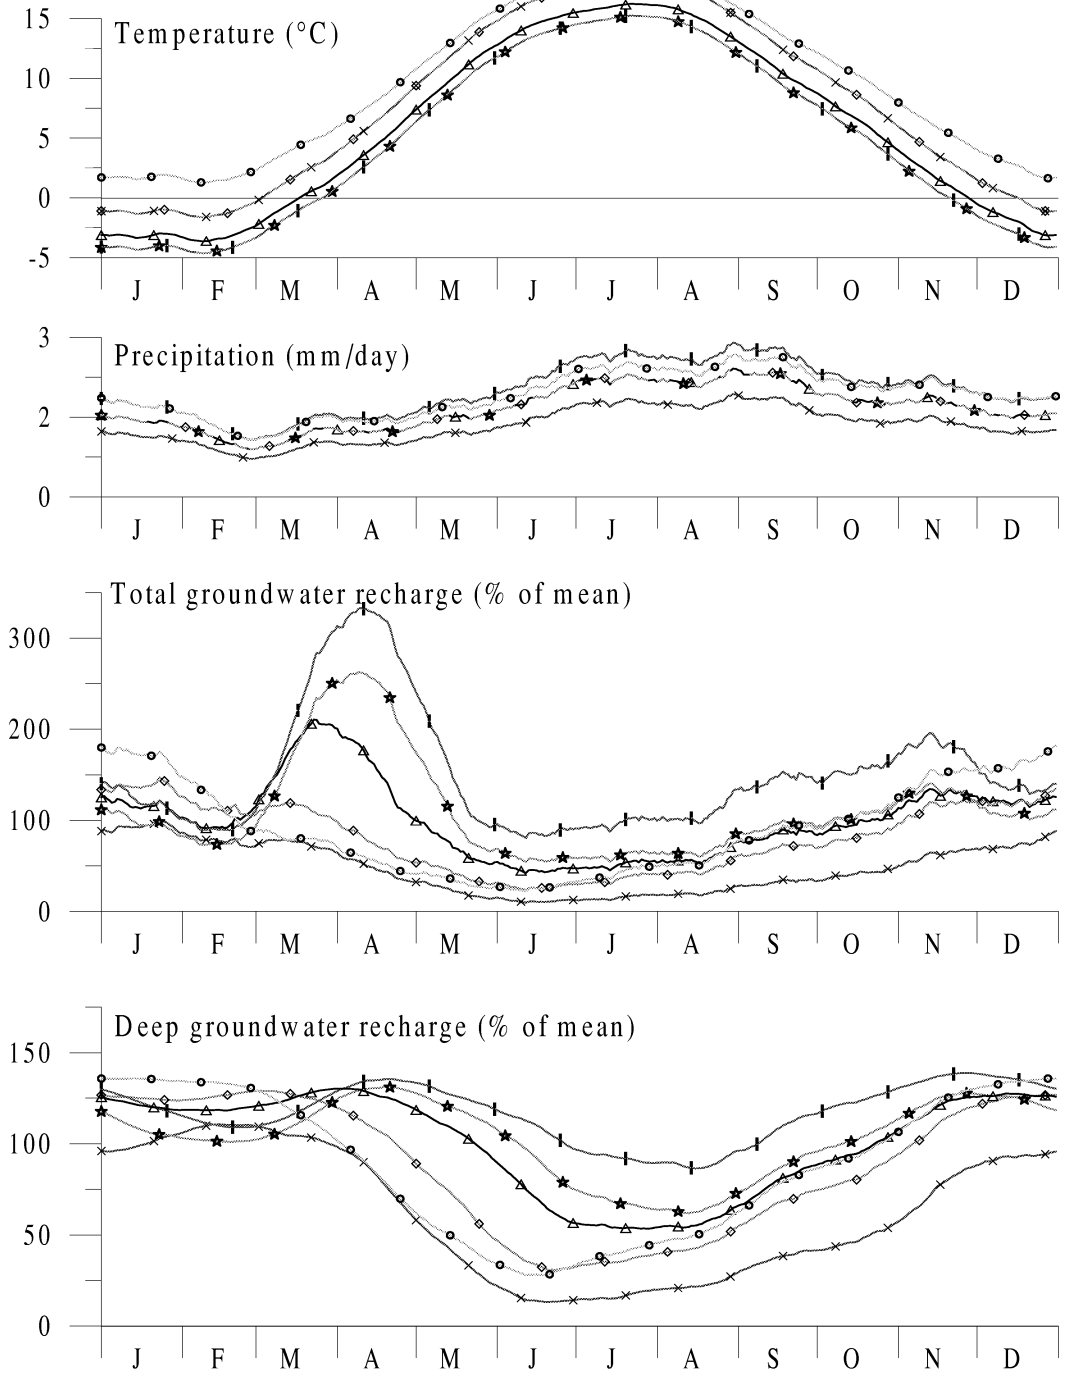 Temperature (°C)
15
10
5
0
-5
J F M A M J J A S O N D
Precipitation (mm/day)
3
2
0
J F M A M J J A S O N D
Total groundwater recharge (% of mean)
300
200
100
0
J F M A M J J A S O N D
Deep groundwater recharge (% of mean)
150
100
50
0
J F M A M J J A S O N D